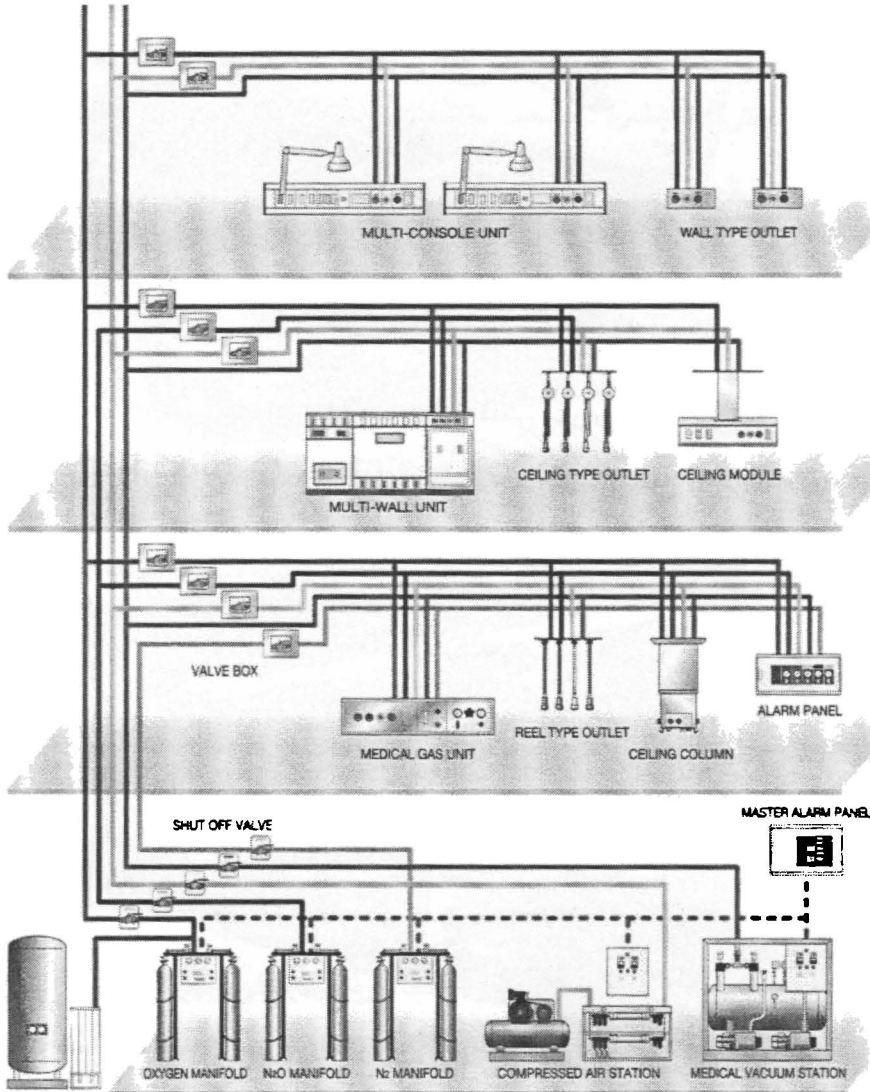 MULTI-CONSOLE UNIT
WALL TYPE OUTLET
MULTI-WALL UNIT
CEILING TYPE OUTLET
CEILING MODULE
VALVE BOX
MEDICAL GAS UNIT
REEL TYPE OUTLET
CEILING COLUMN
ALARM PANEL
SHUT OFF VALVE
MASTER ALARM PANEL
OXYGEN MANIFOLD
N2O MANIFOLD
N2 MANIFOLD
COMPRESSED AIR STATION
MEDICAL VACUUM STATION